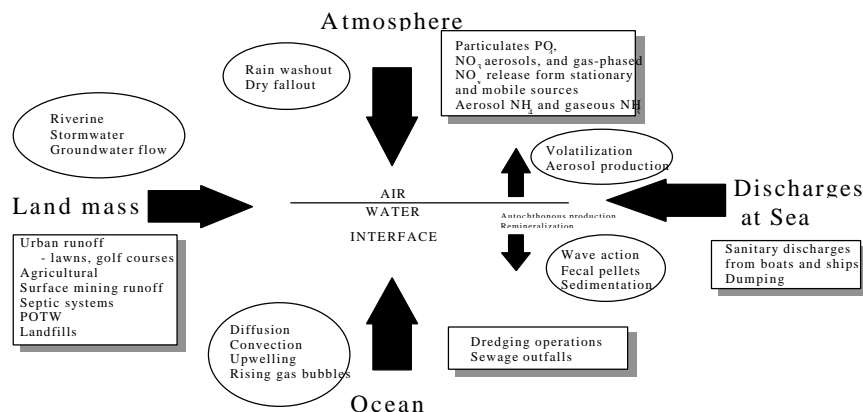 Atmosphere
Rain washout
Dry fallout
Particulates PO4,
NO3 aerosols, and gas-phased
NOx release form stationary
and mobile sources
Aerosol NH4 and gaseous NH3
Riverine
Stormwater
Groundwater flow
Volatilization
Aerosol production
Land mass
AIR
WATER
INTERFACE
Autochthonous production
Remineralization
Discharges
at Sea
Urban runoff
- lawns, golf courses
Agricultural
Surface mining runoff
Septic systems
POTW
Landfills
Wave action
Fecal pellets
Sedimentation
Sanitary discharges
from boats and ships
Dumping
Diffusion
Convection
Upwelling
Rising gas bubbles
Dredging operations
Sewage outfalls
Ocean